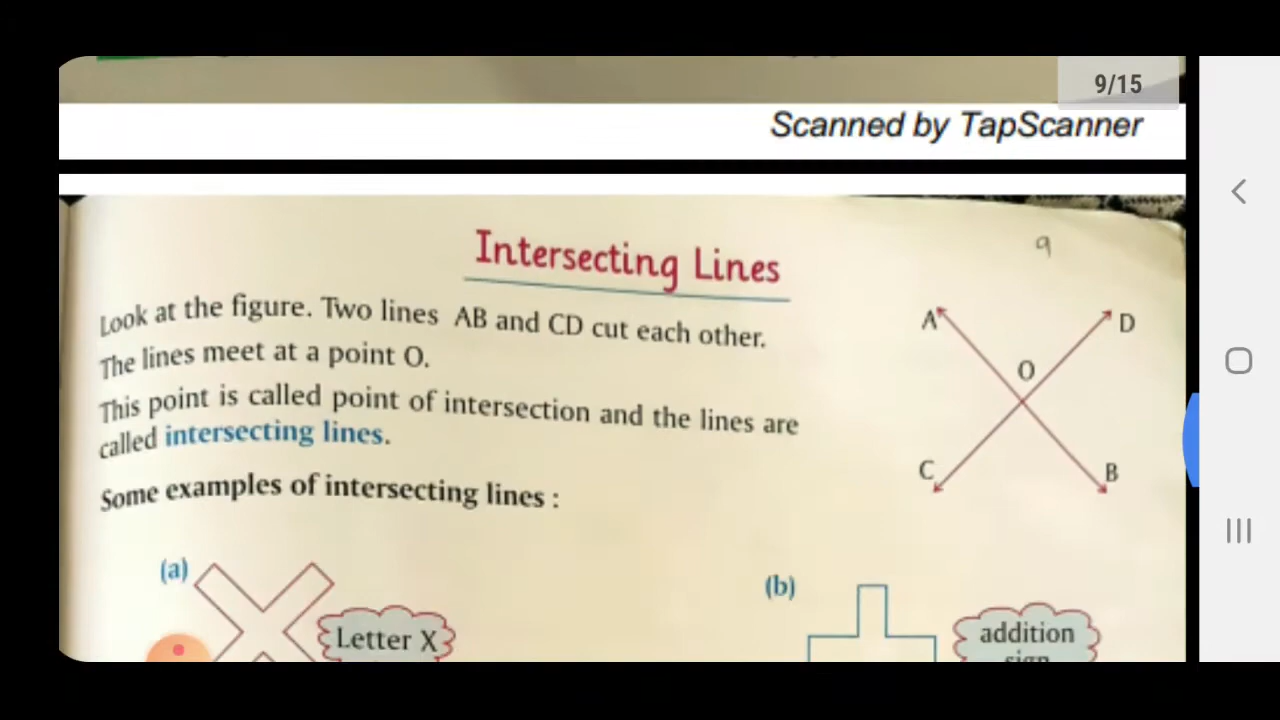 9/15
Scanned by TapScanner
Intersecting Lines
9
Look at the figure. Two lines AB and CD cut each other.
The lines meet at a point O.
This point is called point of intersection and the lines are
called intersecting lines.
A
D
O
C
B
Some examples of intersecting lines :
(a)
Letter X
(b)
addition
sign